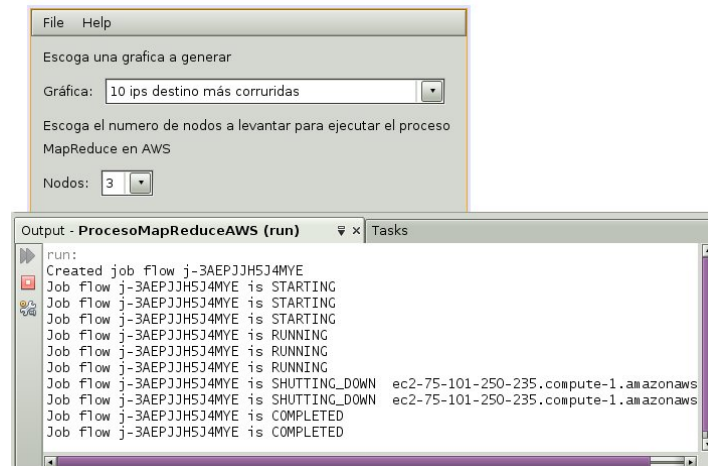 File Help
Escoga una grafica a generar
Gráfica: 10 ips destino más corruridas
Escoga el numero de nodos a levantar para ejecutar el proceso
MapReduce en AWS
Nodos: 3
Output - ProcesoMapReduceAWS (run) Tasks
run:
Created job flow j-3AEPJJH5J4MYE
Job flow j-3AEPJJH5J4MYE is STARTING
Job flow j-3AEPJJH5J4MYE is STARTING
Job flow j-3AEPJJH5J4MYE is STARTING
Job flow j-3AEPJJH5J4MYE is RUNNING
Job flow j-3AEPJJH5J4MYE is RUNNING
Job flow j-3AEPJJH5J4MYE is RUNNING
Job flow j-3AEPJJH5J4MYE is SHUTTING_DOWN ec2-75-101-250-235.compute-1.amazonaws
Job flow j-3AEPJJH5J4MYE is SHUTTING_DOWN ec2-75-101-250-235.compute-1.amazonaws
Job flow j-3AEPJJH5J4MYE is COMPLETED
Job flow j-3AEPJJH5J4MYE is COMPLETED